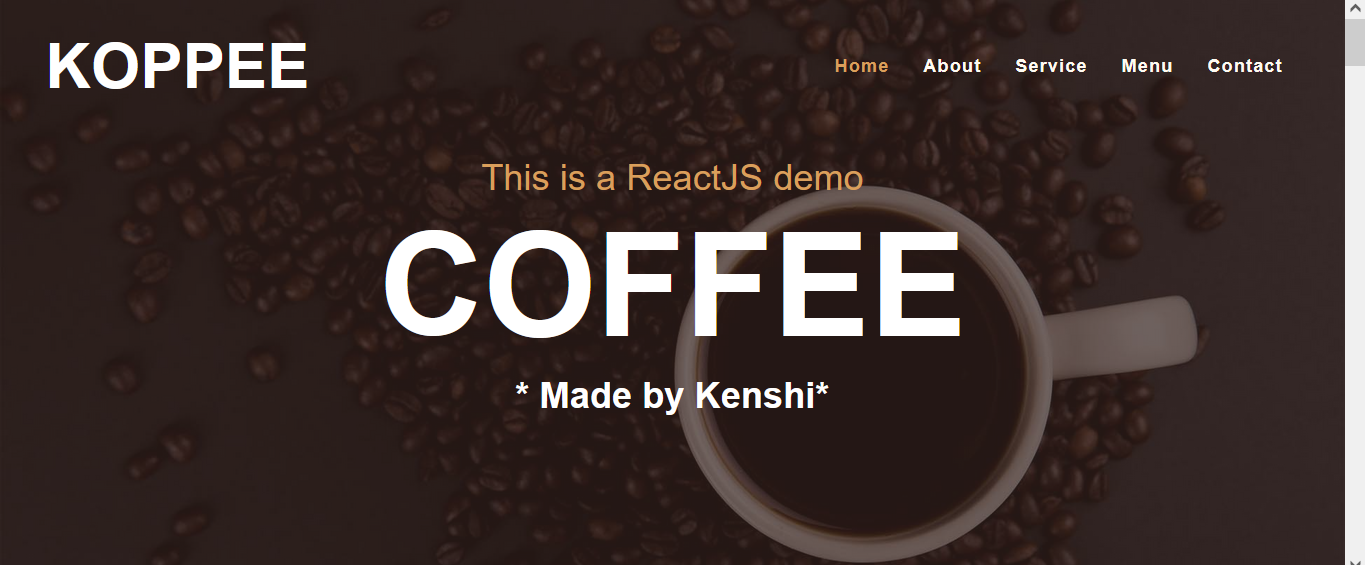 KOPPEE
Home About Service Menu Contact
This is a ReactJS demo
COFFEE
* Made by Kenshi*